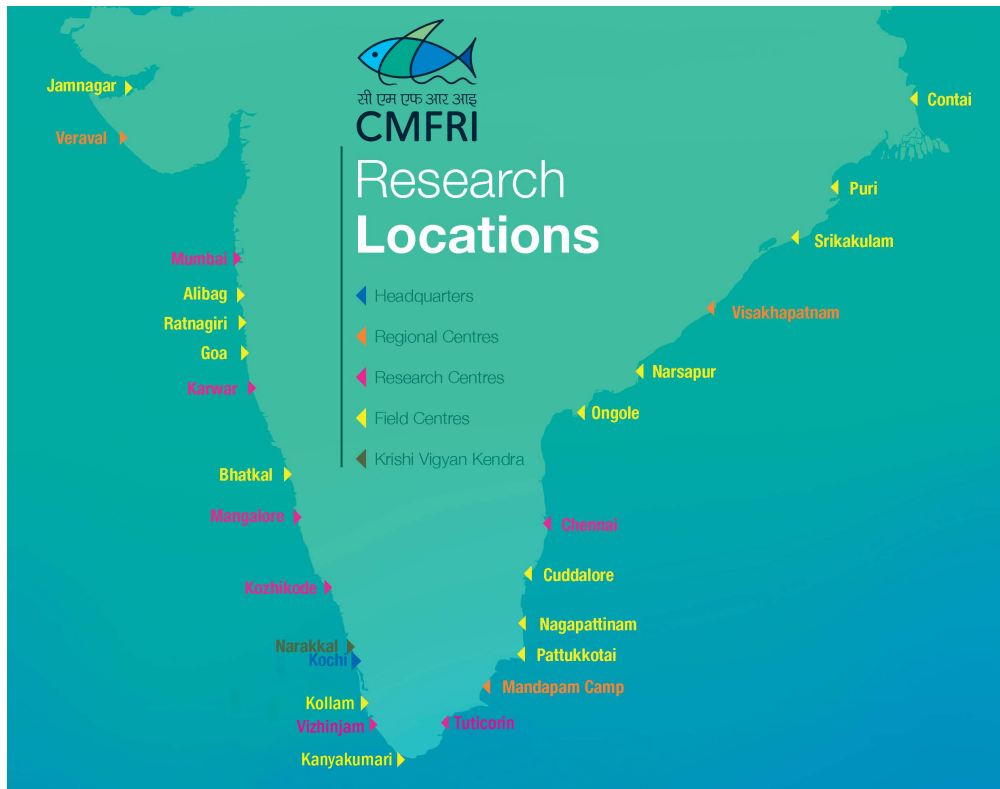 सी एम एफ आर आइ
CMFRI
Research
Locations
Headquarters
Regional Centres
Research Centres
Field Centres
Krishi Vigyan Kendra
Jamnagar
Veraval
Mumbai
Alibag
Ratnagiri
Goa
Karwar
Bhatkal
Mangalore
Kozhikode
Narakkal
Kochi
Kollam
Vizhinjam
Kanyakumari
Contai
Puri
Srikakulam
Visakhapatnam
Narsapur
Ongole
Chennai
Cuddalore
Nagapattinam
Pattukkotai
Mandapam Camp
Tuticorin